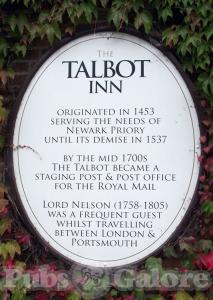 The
Talbot
Inn
originated in 1453
serving the needs of
Newark Priory
until its demise in 1537
by the mid 1700s
The Talbot became a
staging post & post office
for the Royal Mail
Lord Nelson (1758-1805)
was a frequent guest
whilst travelling
between London &
Portsmouth
Pubs Galore